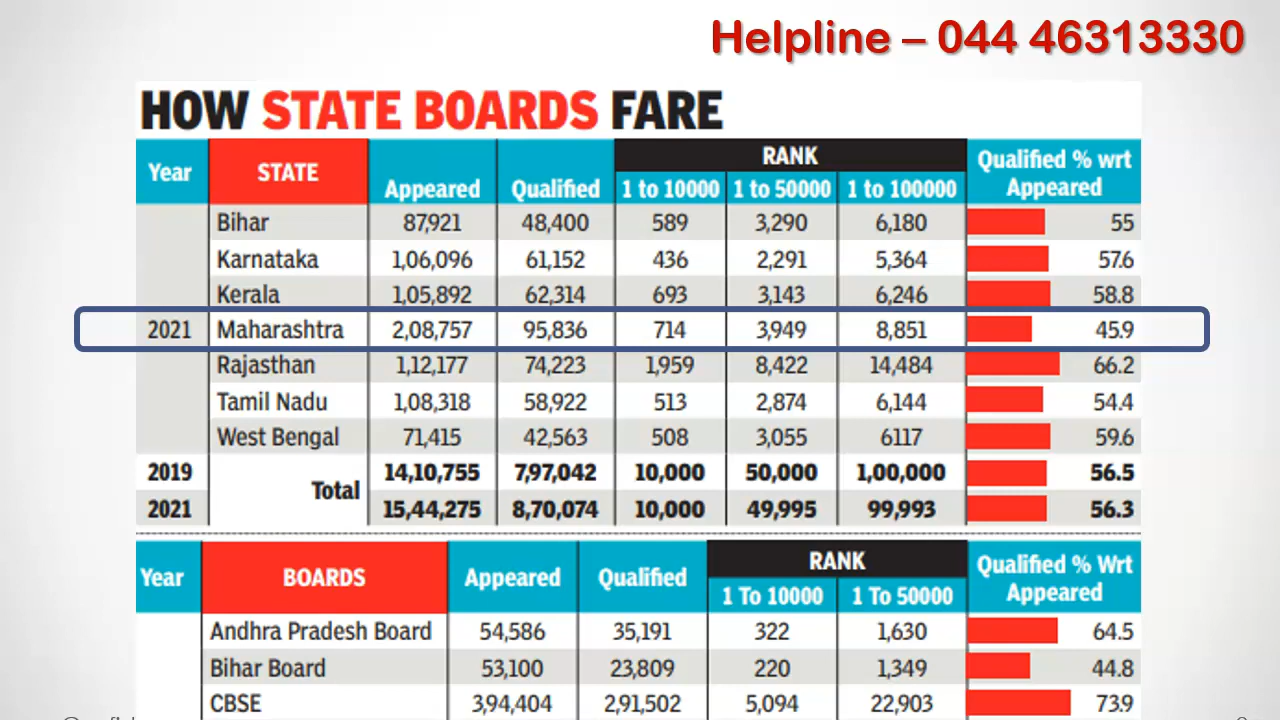 Helpline – 044 46313330
HOW STATE BOARDS FARE
Year STATE Appeared Qualified RANK Qualified % wrt Appeared
1 to 10000 1 to 50000 1 to 100000
Bihar 87,921 48,400 589 3,290 6,180 55
Karnataka 1,06,096 61,152 436 2,291 5,364 57.6
Kerala 1,05,892 62,314 693 3,143 6,246 58.8
2021 Maharashtra 2,08,757 95,836 714 3,949 8,851 45.9
Rajasthan 1,12,177 74,223 1,959 8,422 14,484 66.2
Tamil Nadu 1,08,318 58,922 513 2,874 6,144 54.4
West Bengal 71,415 42,563 508 3,055 6117 59.6
2019 Total 14,10,755 7,97,042 10,000 50,000 1,00,000 56.5
2021 15,44,275 8,70,074 10,000 49,995 99,993 56.3
Year BOARDS Appeared Qualified RANK Qualified % Wrt Appeared
1 To 10000 1 To 50000
Andhra Pradesh Board 54,586 35,191 322 1,630 64.5
Bihar Board 53,100 23,809 220 1,349 44.8
CBSE 3,94,404 2,91,502 5,094 22,903 73.9